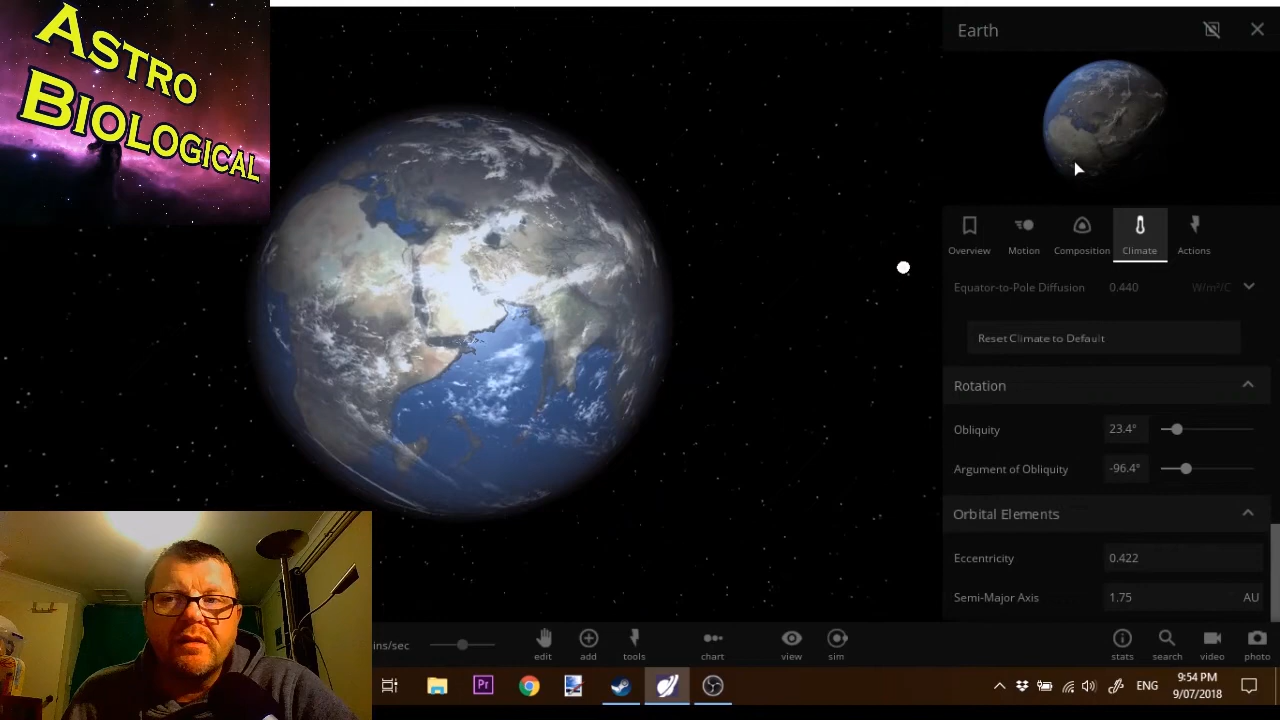 ASTRO
BIOLOGICAL
Earth
Overview
Motion
Composition
Climate
Actions
Equator-to-Pole Diffusion 0.440 W/m²/C
Reset Climate to Default
Rotation
Obliquity 23.4°
Argument of Obliquity -96.4°
Orbital Elements
Eccentricity 0.422
Semi-Major Axis 1.75 AU
ins/sec
edit
add
tools
chart
view
sim
stats
search
video
photo
Pr
ENG
9:54 PM
9/07/2018